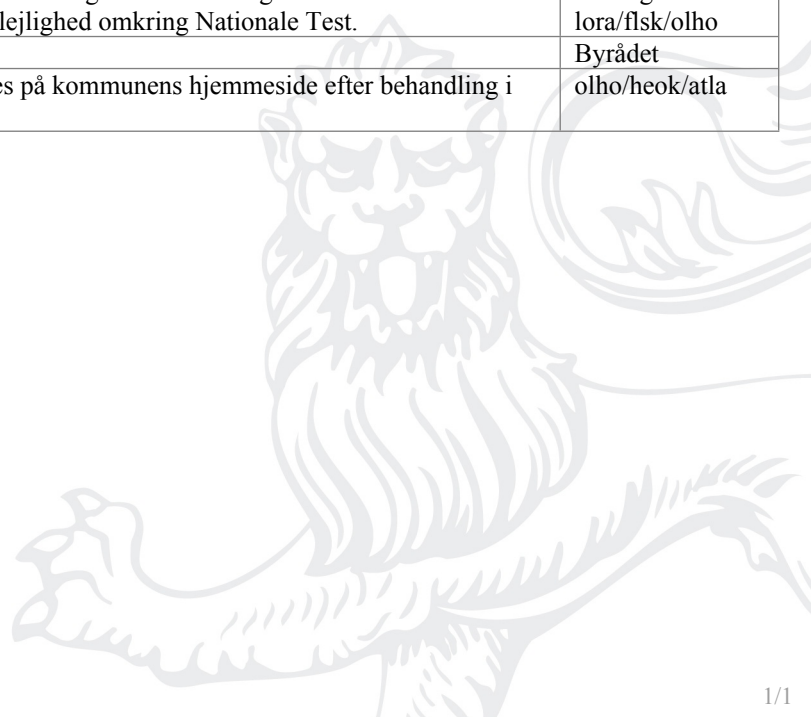 lejlighed omkring Nationale Test.
lora/flsk/olho
Byrådet
es på kommunens hjemmeside efter behandling i
olho/heok/atla
1/1